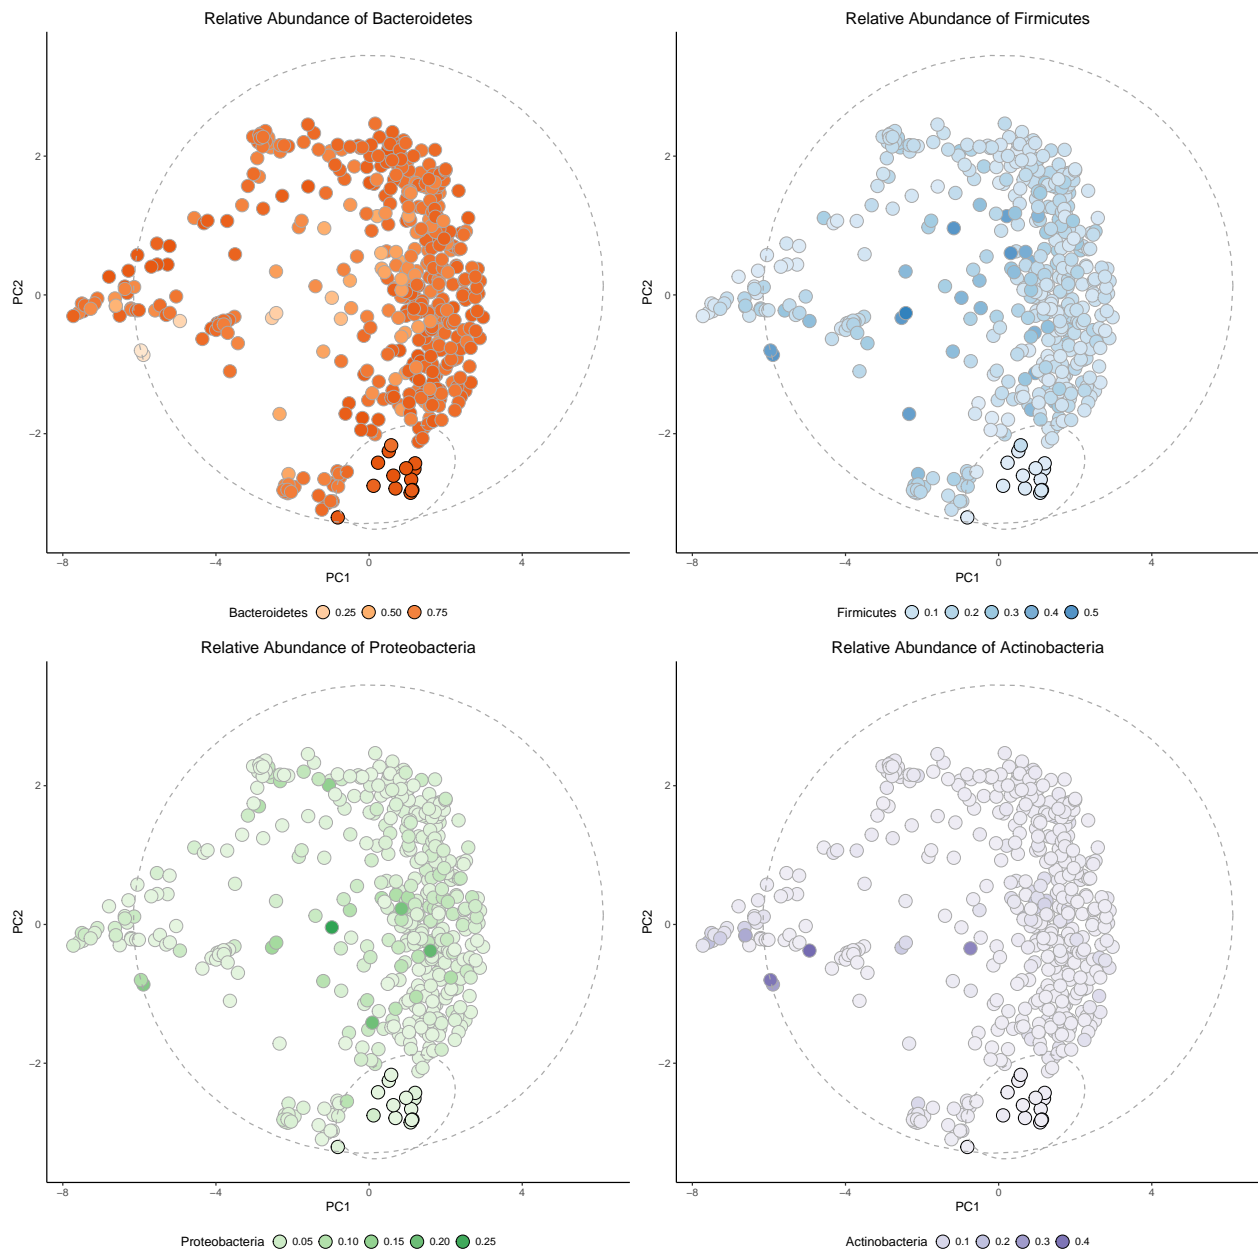 Relative Abundance of Bacteroidetes
PC2
2
0
−2
−8
−4
0
4
PC1
Bacteroidetes 0.25 0.50 0.75
Relative Abundance of Firmicutes
PC2
2
0
−2
−8
−4
0
4
PC1
Firmicutes 0.1 0.2 0.3 0.4 0.5
Relative Abundance of Proteobacteria
PC2
2
0
−2
−8
−4
0
4
PC1
Proteobacteria 0.05 0.10 0.15 0.20 0.25
Relative Abundance of Actinobacteria
PC2
2
0
−2
−8
−4
0
4
PC1
Actinobacteria 0.1 0.2 0.3 0.4